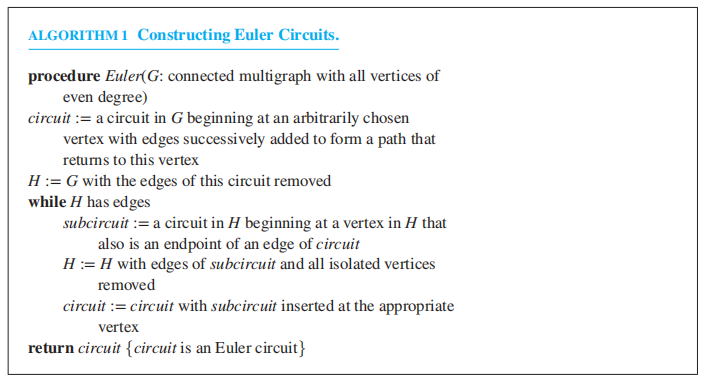 ALGORITHM 1 Constructing Euler Circuits.
procedure Euler(G: connected multigraph with all vertices of
even degree)
circuit := a circuit in G beginning at an arbitrarily chosen
vertex with edges successively added to form a path that
returns to this vertex
H := G with the edges of this circuit removed
while H has edges
subcircuit := a circuit in H beginning at a vertex in H that
also is an endpoint of an edge of circuit
H := H with edges of subcircuit and all isolated vertices
removed
circuit := circuit with subcircuit inserted at the appropriate
vertex
return circuit {circuit is an Euler circuit}